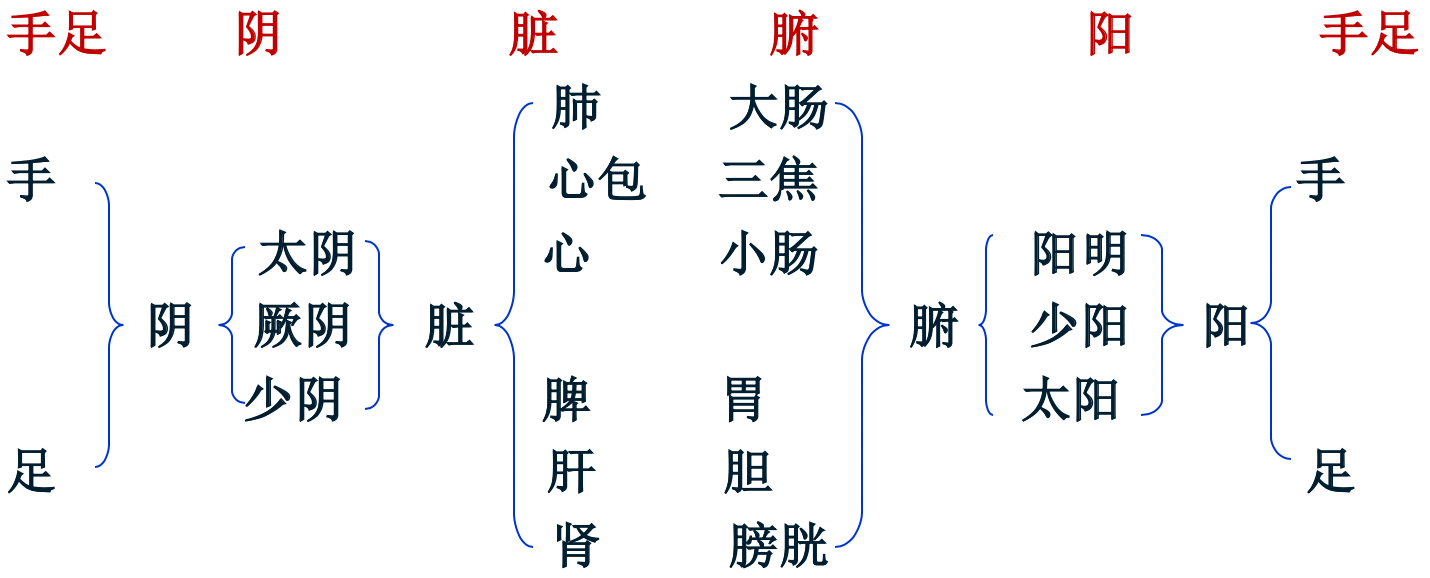 手足 阴 脏 腑 阳 手足
肺 大肠
手 心包 三焦 手
太阴 心 小肠 阳明
阴 厥阴 脏 腑 少阳 阳
少阴 脾 胃 太阳
足 肝 胆 足
肾 膀胱